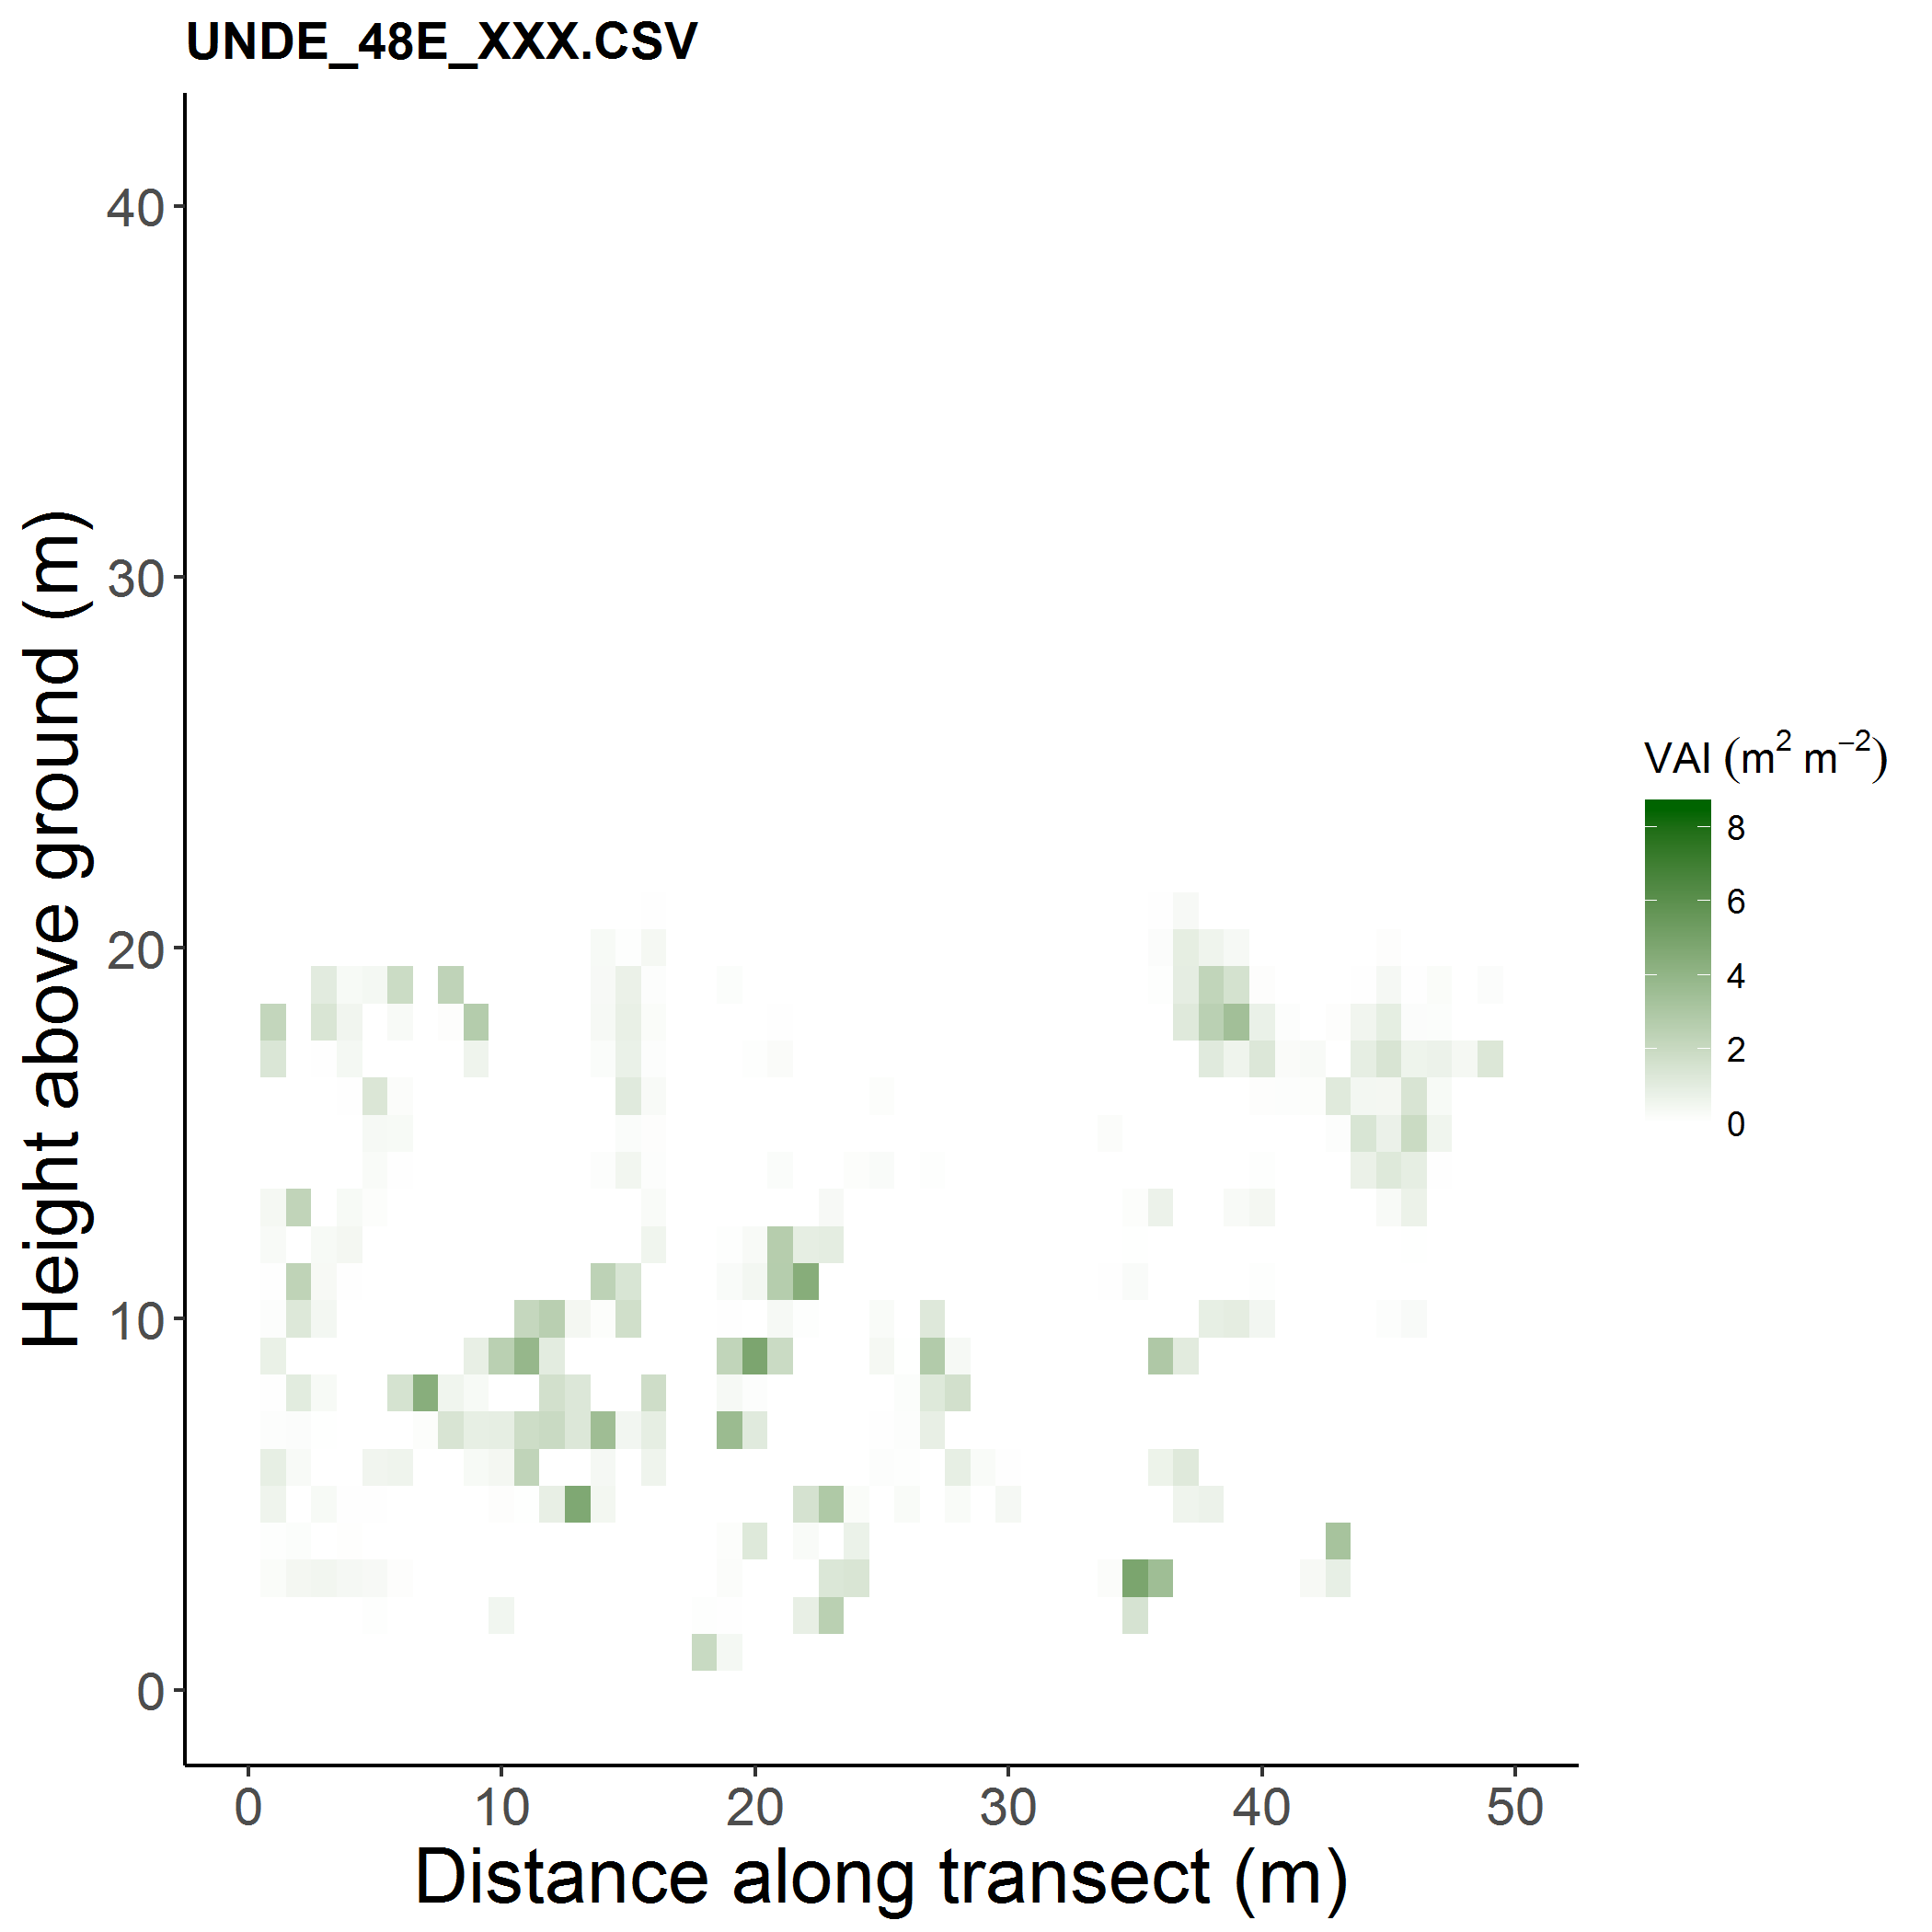 UNDE_48E_XXX.CSV
Height above ground (m)
40
30
20
10
0
0 10 20 30 40 50
Distance along transect (m)
VAI (m² m⁻²)
8
6
4
2
0